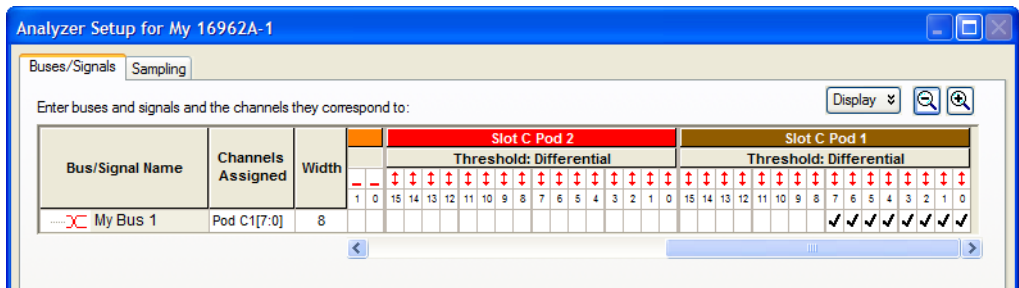 Analyzer Setup for My 16962A-1
Buses/Signals Sampling
Display
Enter buses and signals and the channels they correspond to:
Bus/Signal Name Channels Assigned Width Slot C Pod 2 Slot C Pod 1
Threshold: Differential Threshold: Differential
1 0 15 14 13 12 11 10 9 8 7 6 5 4 3 2 1 0 15 14 13 12 11 10 9 8 7 6 5 4 3 2 1 0
My Bus 1 Pod C1[7:0] 8